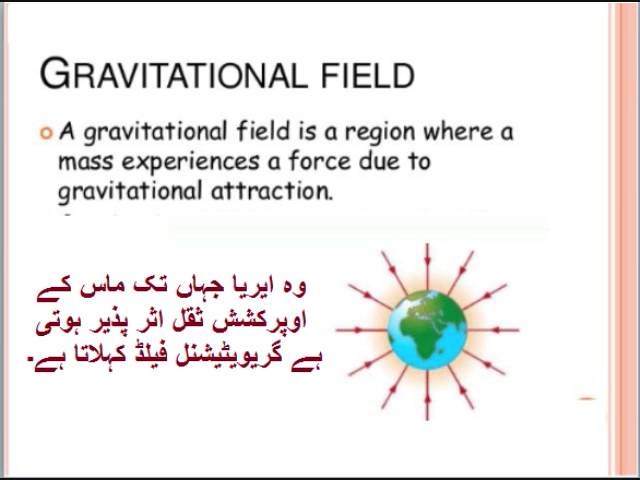 GRAVITATIONAL FIELD
A gravitational field is a region where a
mass experiences a force due to
gravitational attraction.
وہ ایریا جہاں تک ماس کے
اوپرکشش ثقل اثر پذیر ہوتی
ہے گریویٹیشنل فیلڈ کہلاتا ہے۔